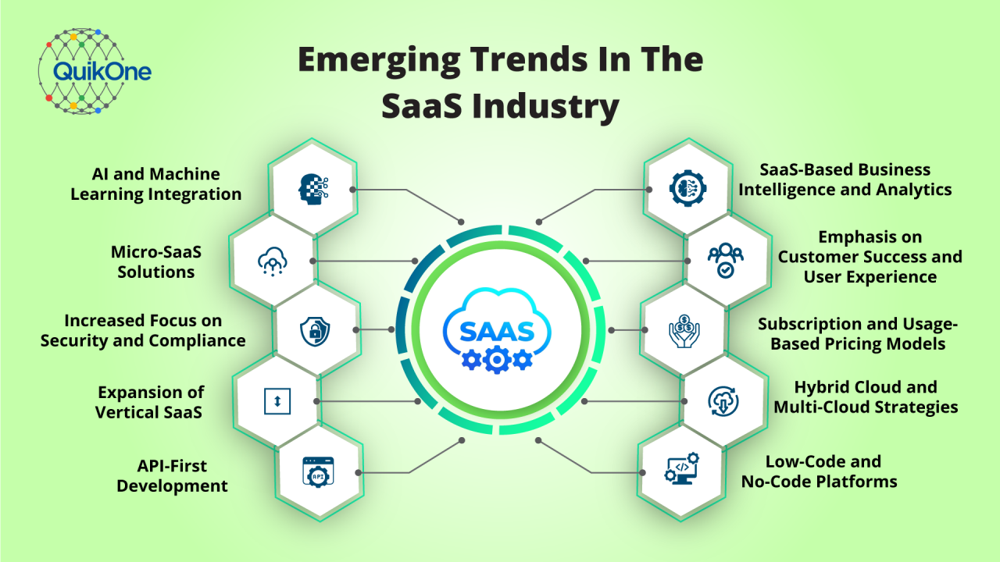 QuikOne
Emerging Trends In The
SaaS Industry
AI and Machine
Learning Integration
Micro-SaaS
Solutions
Increased Focus on
Security and Compliance
Expansion of
Vertical SaaS
API-First
Development
API
SAAS
SaaS-Based Business
Intelligence and Analytics
Emphasis on
Customer Success and
User Experience
Subscription and Usage-
Based Pricing Models
Hybrid Cloud and
Multi-Cloud Strategies
Low-Code and
No-Code Platforms